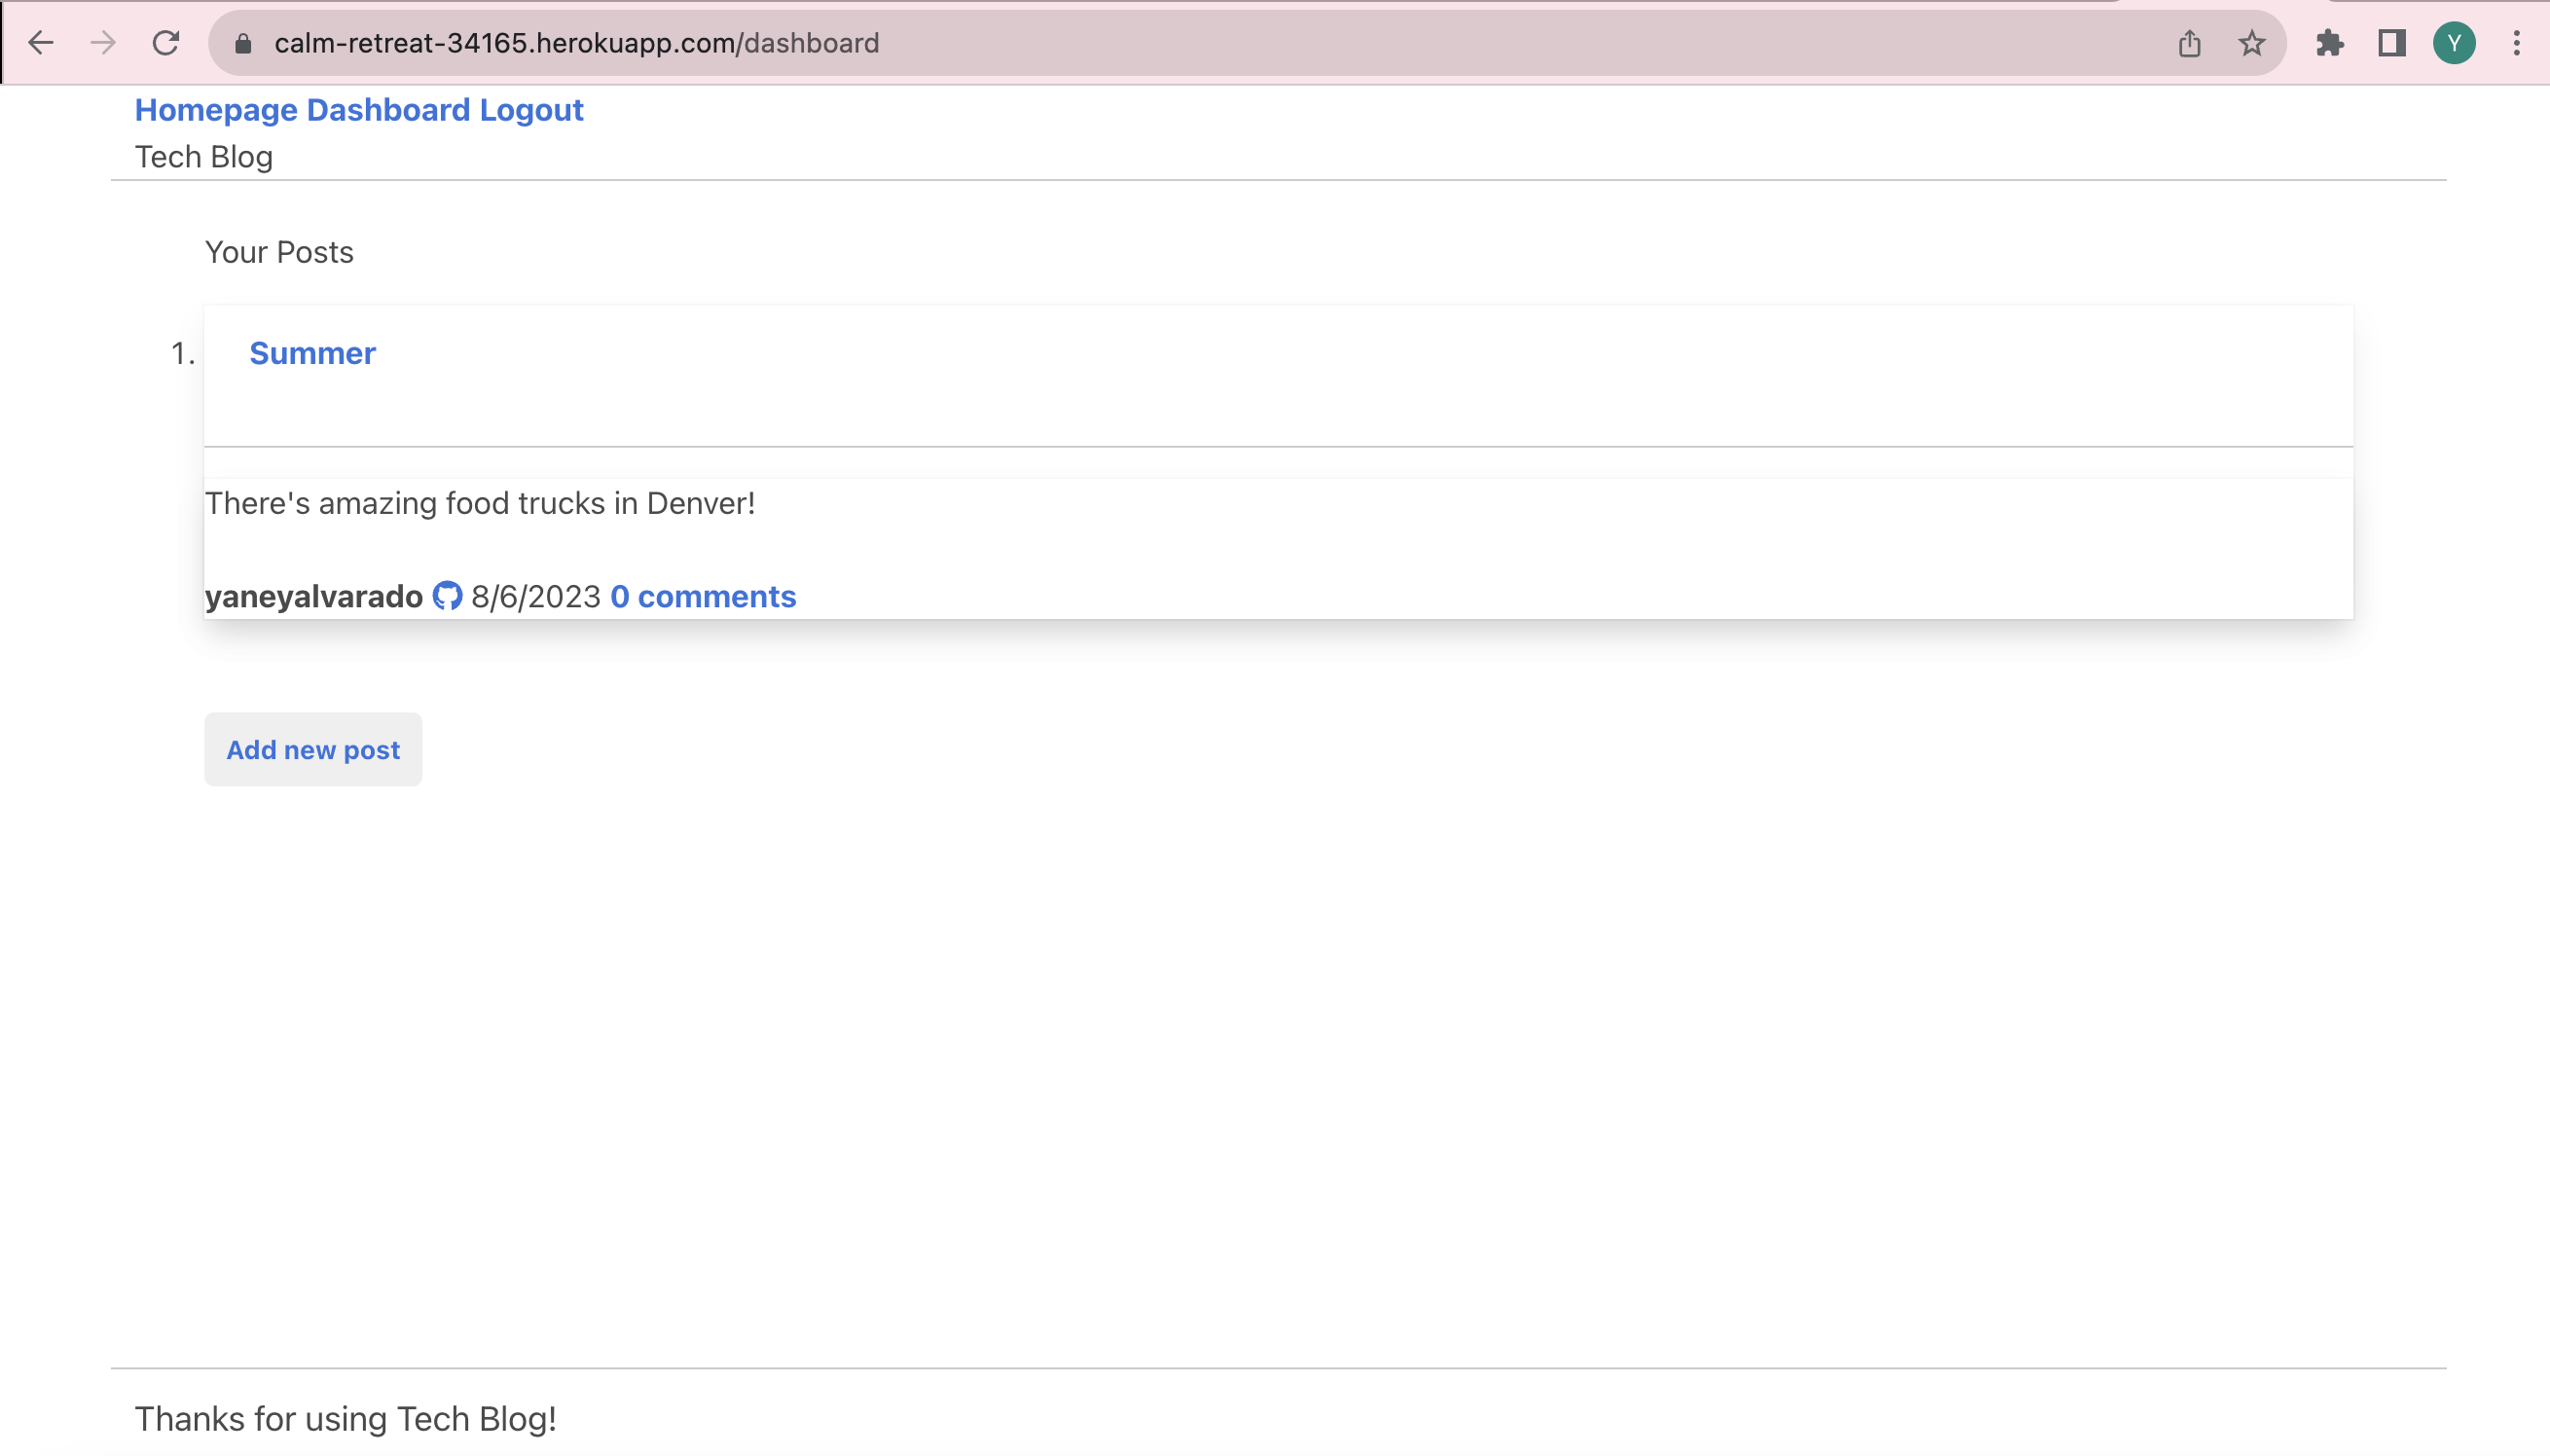 calm-retreat-34165.herokuapp.com/dashboard
Y
Homepage Dashboard Logout
Tech Blog
Your Posts
1. Summer
There's amazing food trucks in Denver!
yaneyalvarado 8/6/2023 0 comments
Add new post
Thanks for using Tech Blog!